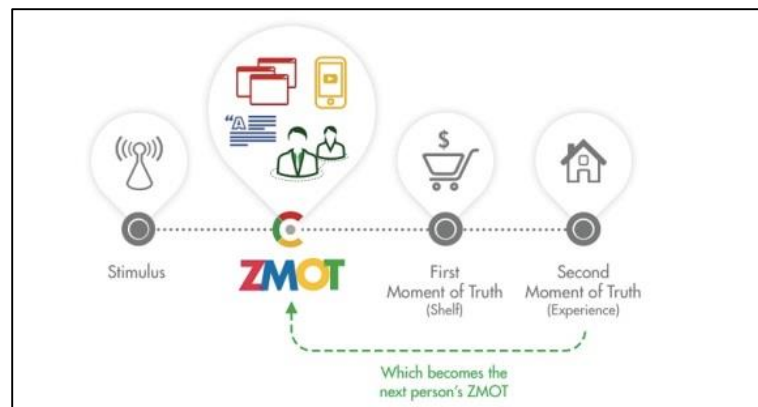 “A
$
Stimulus
ZMOT
First
Moment of Truth
(Shelf)
Second
Moment of Truth
(Experience)
Which becomes the
next person's ZMOT